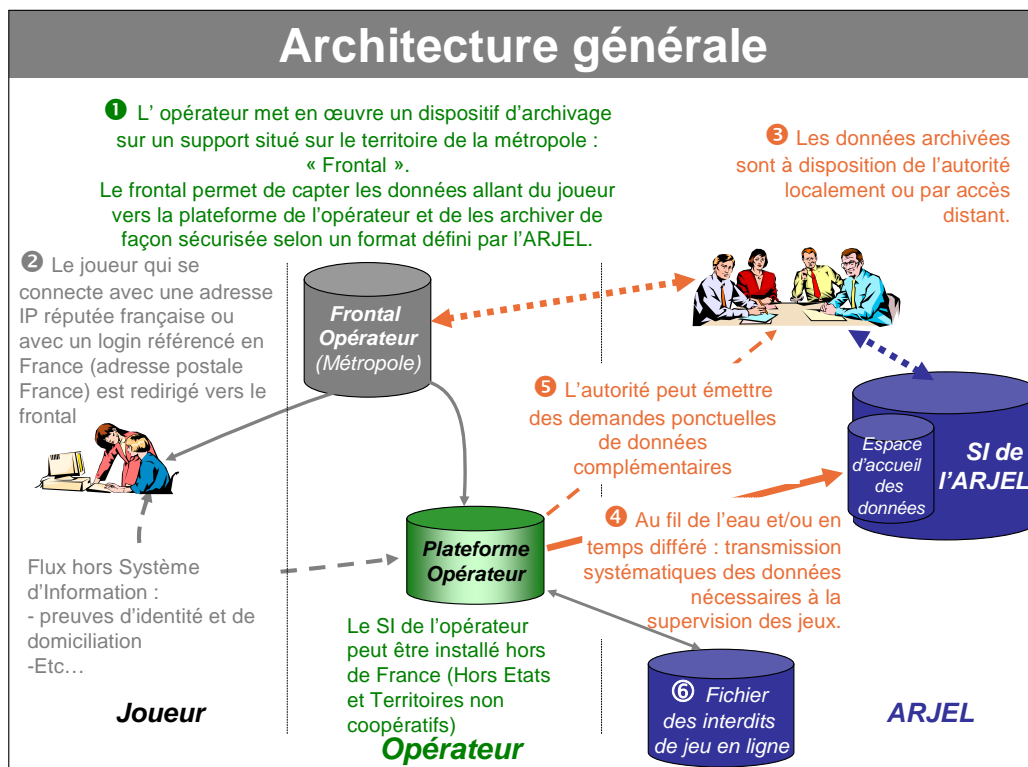 Architecture générale
❶ L' opérateur met en œuvre un dispositif d'archivage
sur un support situé sur le territoire de la métropole :
« Frontal ».
Le frontal permet de capter les données allant du joueur
vers la plateforme de l'opérateur et de les archiver de
façon sécurisée selon un format défini par l'ARJEL.
❸ Les données archivées
sont à disposition de l'autorité
localement ou par accès
distant.
❷ Le joueur qui se
connecte avec une adresse
IP réputée française ou
avec un login référencé en
France (adresse postale
France) est redirigé vers le
frontal
Frontal
Opérateur
(Métropole)
❺ L'autorité peut émettre
des demandes ponctuelles
de données
complémentaires
Espace
d'accueil
des
données
SI de
l'ARJEL
❹ Au fil de l'eau et/ou en
temps différé : transmission
systématiques des données
nécessaires à la
supervision des jeux.
Plateforme
Opérateur
Flux hors Système
d'Information :
- preuves d'identité et de
domiciliation
-Etc…
Le SI de l'opérateur
peut être installé hors
de France (Hors Etats
et Territoires non
coopératifs)
⑥ Fichier
des interdits
de jeu en ligne
Joueur
Opérateur
ARJEL